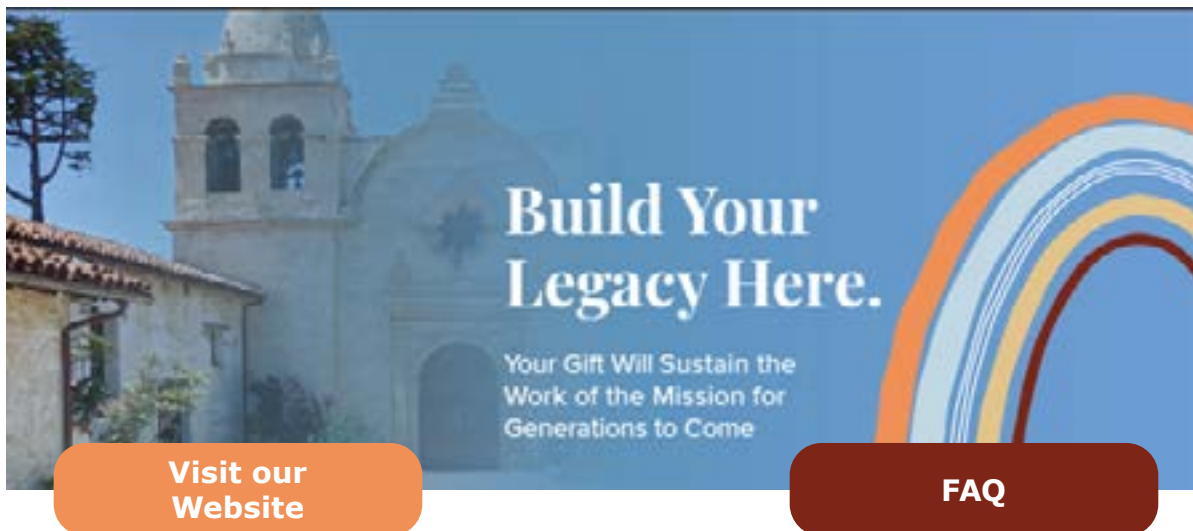 Build Your
Legacy Here.
Your Gift Will Sustain the
Work of the Mission for
Generations to Come
Visit our
Website
FAQ